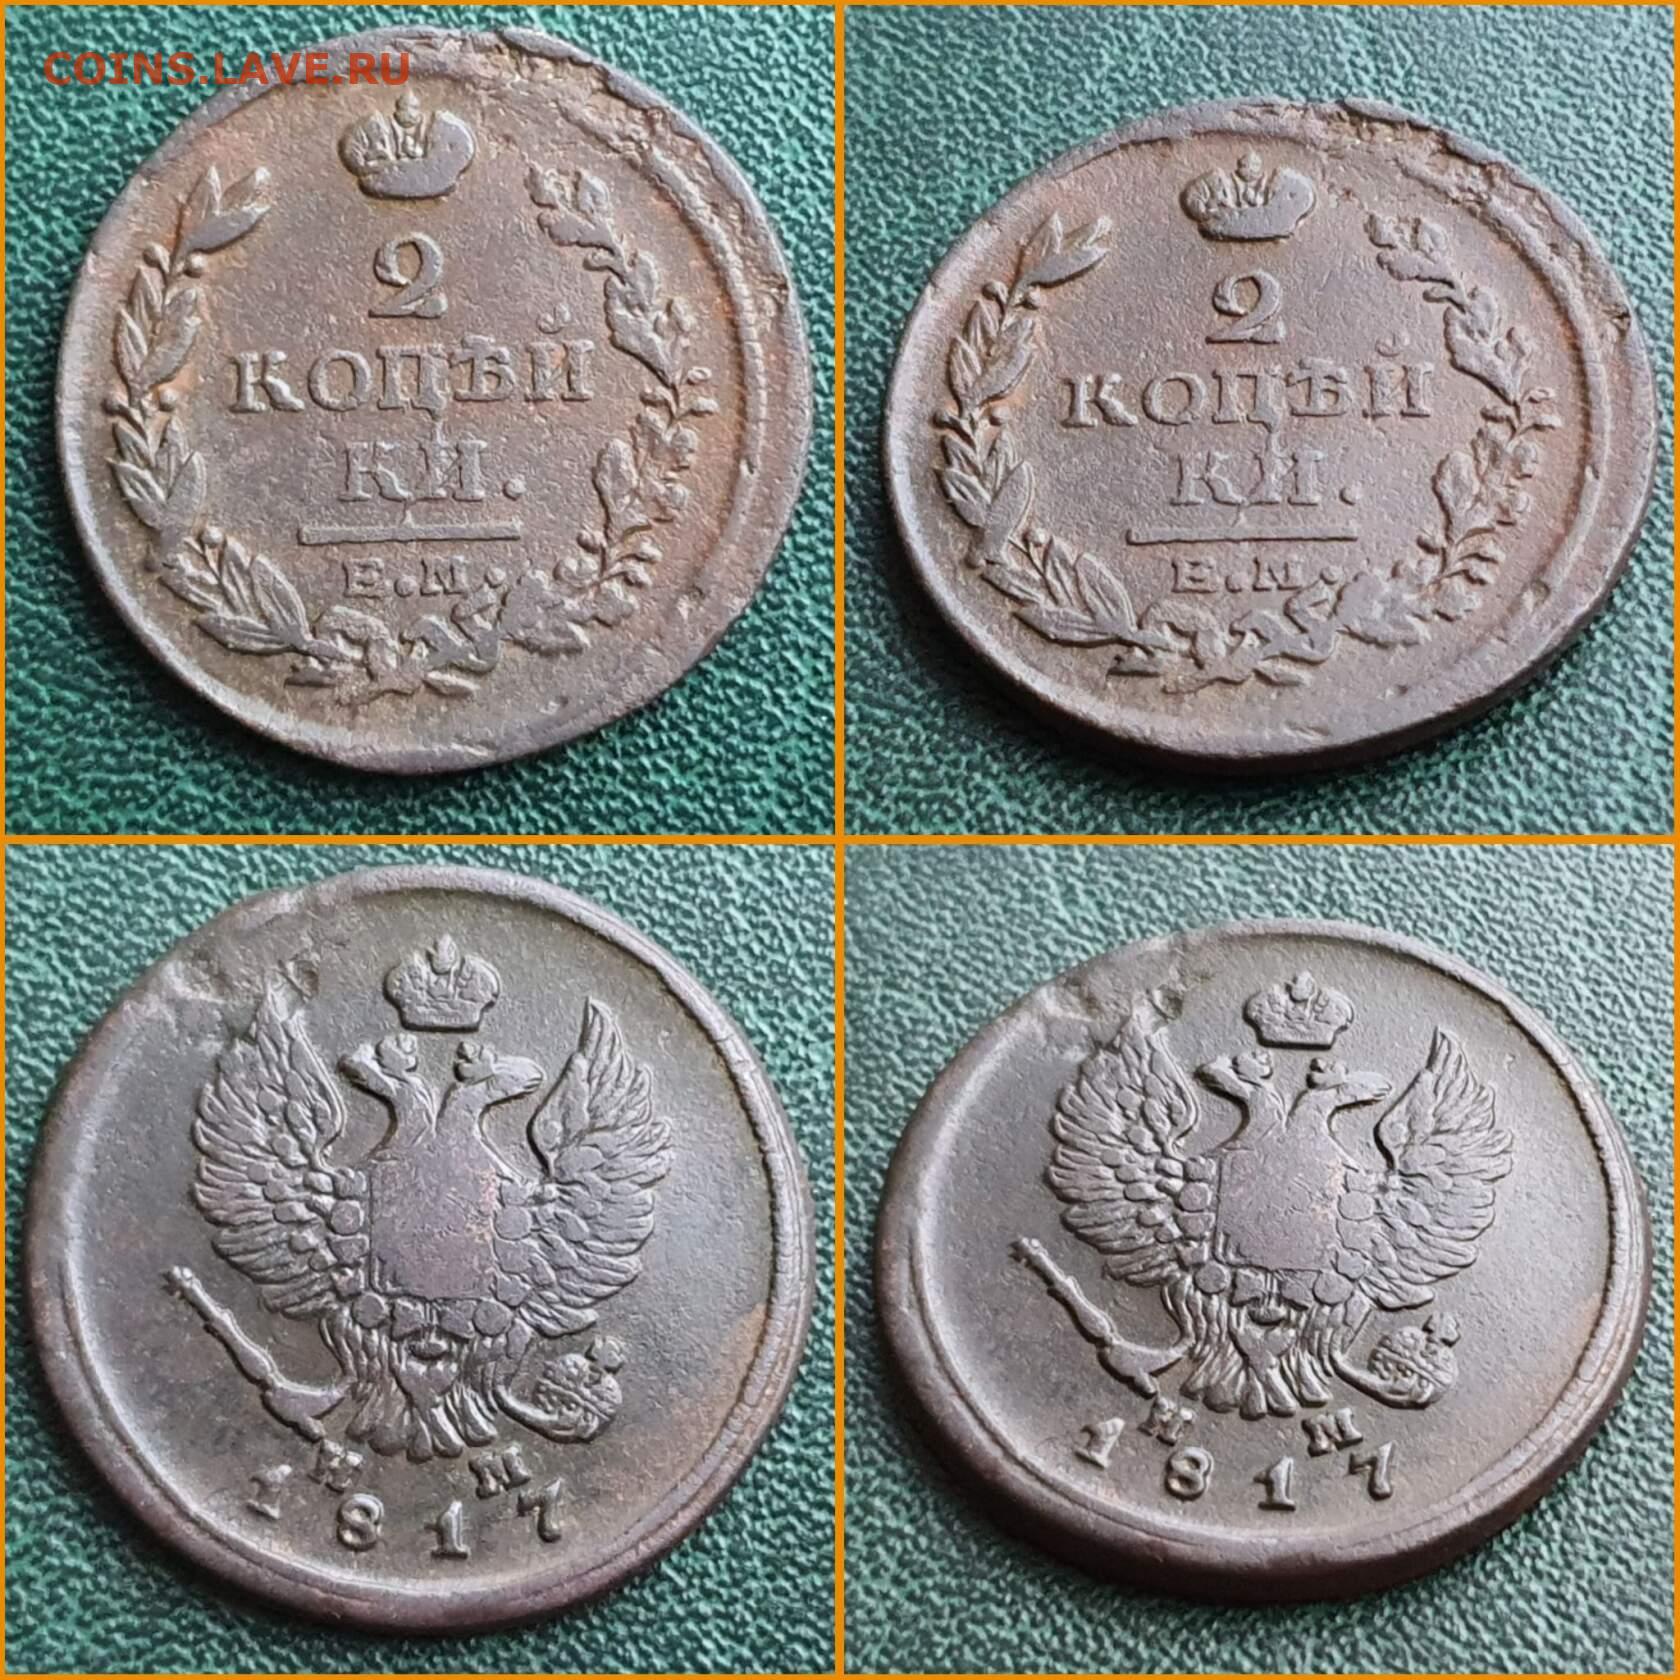 COINS.LAVE.RU
2
КОПѢЙ
КИ.
Е.М.
2
КОПѢЙ
КИ.
Е.М.
Н М
1817
Н М
1817